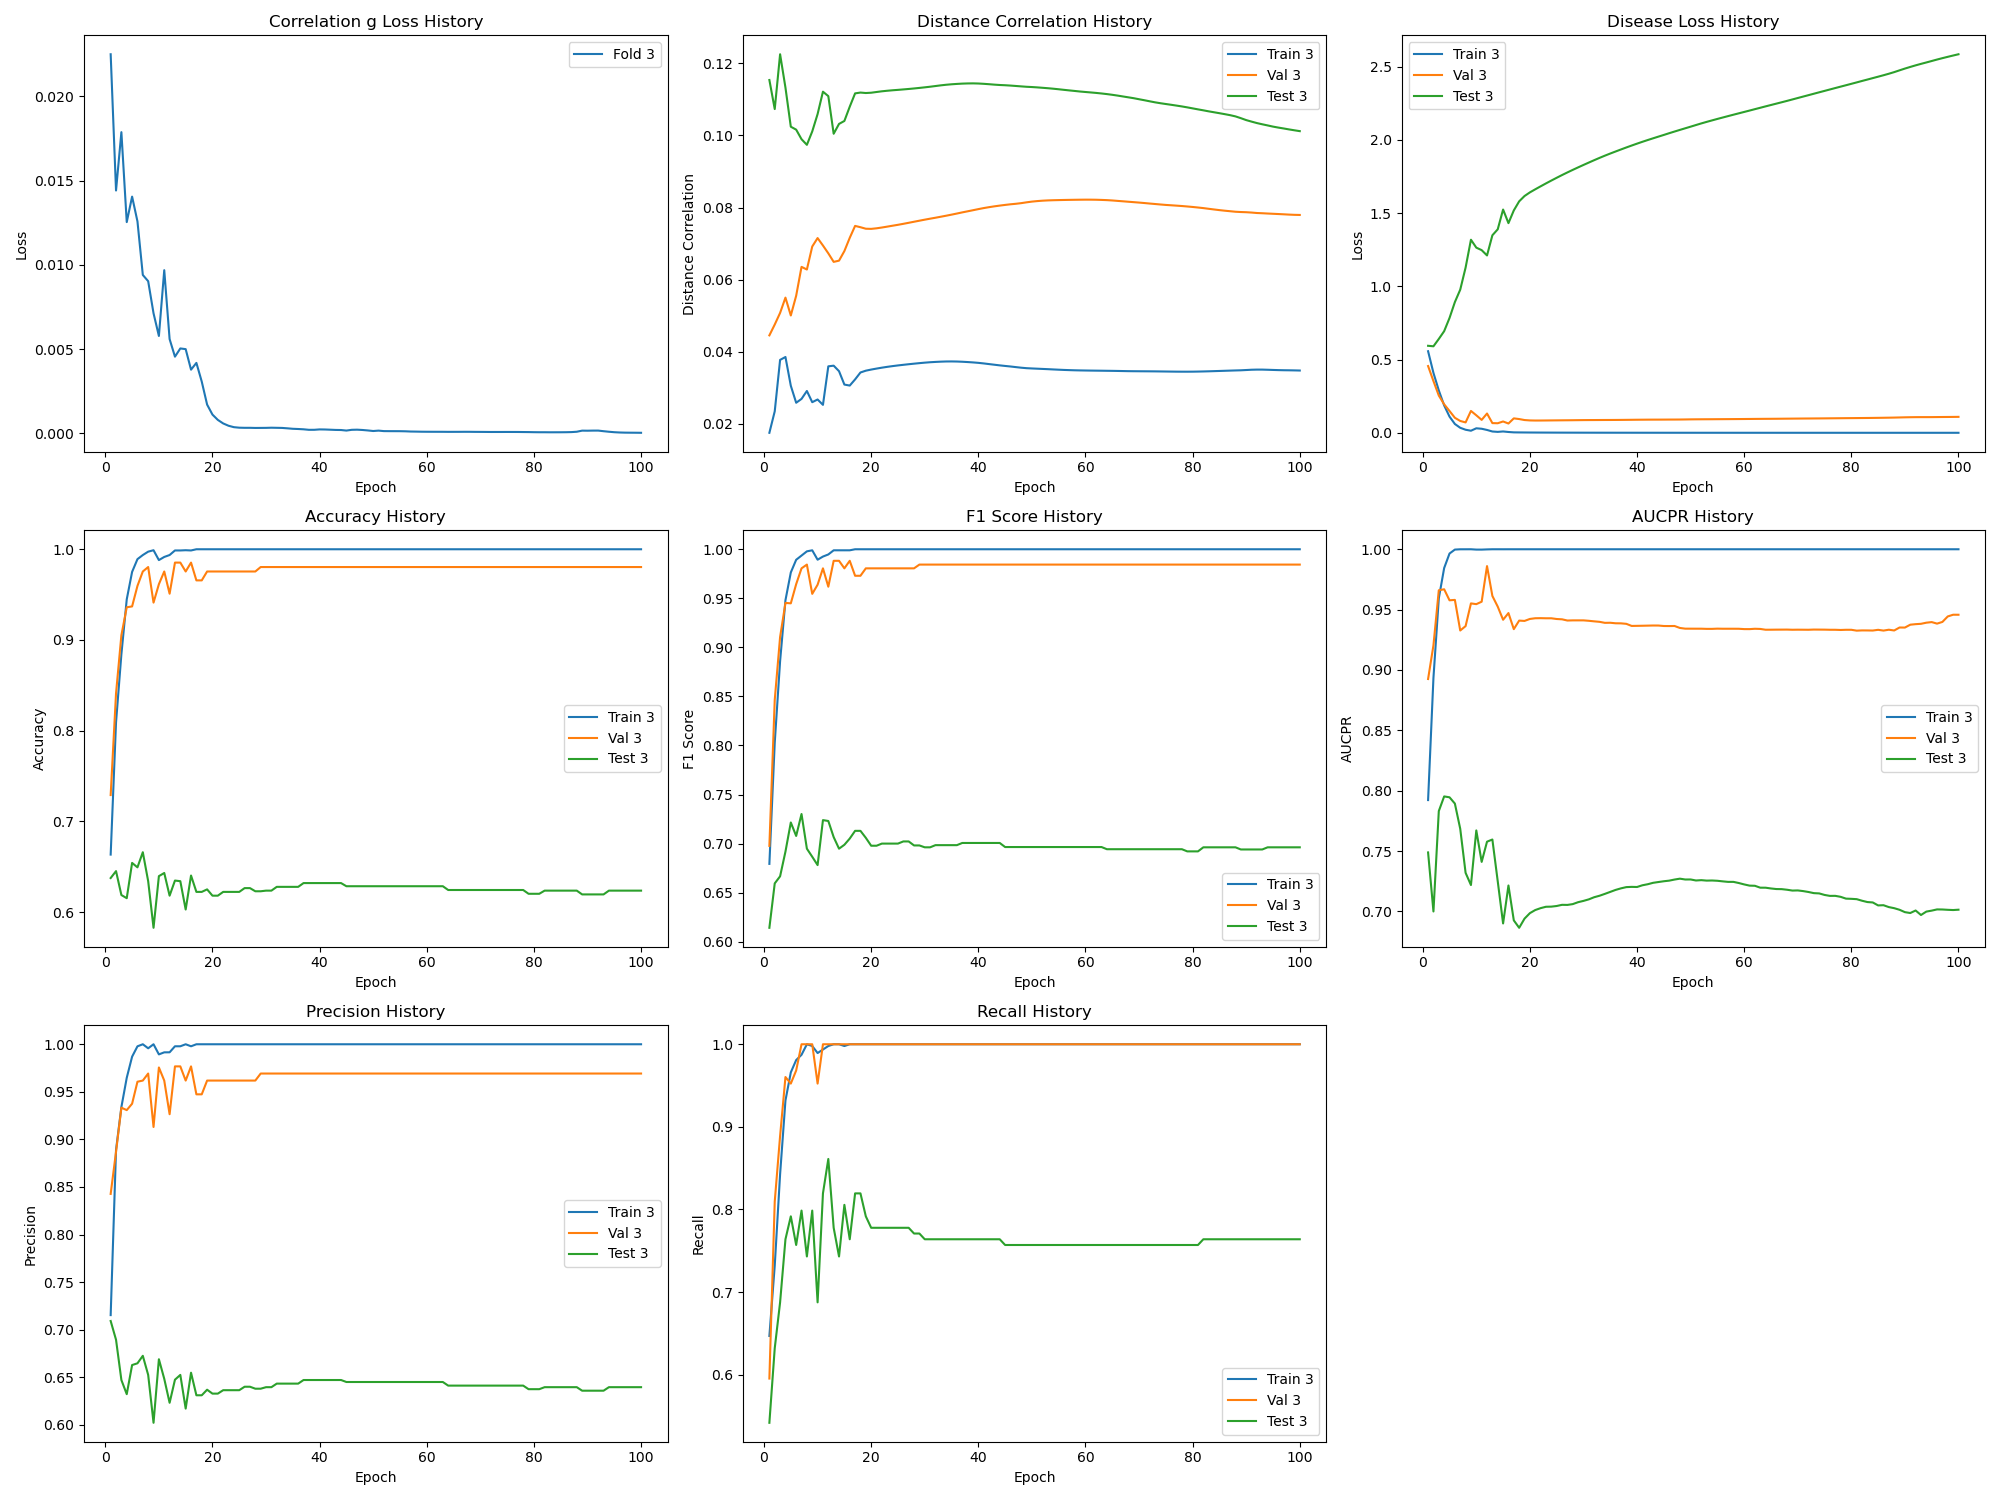 Correlation g Loss History
Fold 3
0.020
0.015
0.010
0.005
0.000
Loss
0 20 40 60 80 100
Epoch
Distance Correlation History
Train 3
Val 3
Test 3
0.12
0.10
0.08
0.06
0.04
0.02
Distance Correlation
0 20 40 60 80 100
Epoch
Disease Loss History
Train 3
Val 3
Test 3
2.5
2.0
1.5
1.0
0.5
0.0
Loss
0 20 40 60 80 100
Epoch
Accuracy History
1.0
0.9
0.8
0.7
0.6
Accuracy
Train 3
Val 3
Test 3
0 20 40 60 80 100
Epoch
F1 Score History
1.00
0.95
0.90
0.85
0.80
0.75
0.70
0.65
0.60
F1 Score
Train 3
Val 3
Test 3
0 20 40 60 80 100
Epoch
AUCPR History
1.00
0.95
0.90
0.85
0.80
0.75
0.70
AUCPR
Train 3
Val 3
Test 3
0 20 40 60 80 100
Epoch
Precision History
1.00
0.95
0.90
0.85
0.80
0.75
0.70
0.65
0.60
Precision
Train 3
Val 3
Test 3
0 20 40 60 80 100
Epoch
Recall History
1.0
0.9
0.8
0.7
0.6
Recall
Train 3
Val 3
Test 3
0 20 40 60 80 100
Epoch